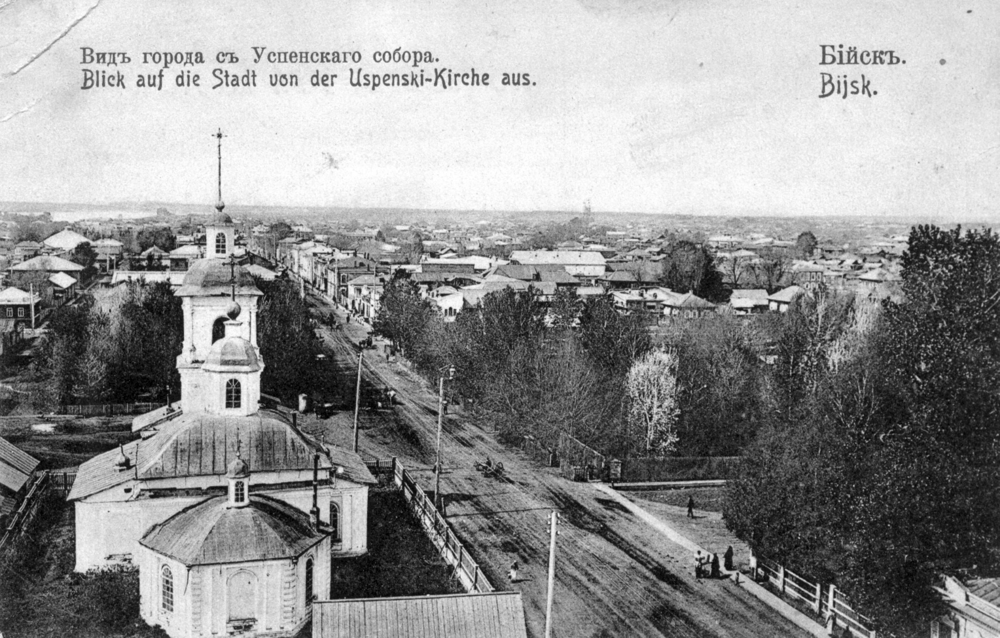 Видъ города съ Успенскаго собора.
Blick auf die Stadt von der Uspenski-Kirche aus.
Бійскъ.
Bijsk.